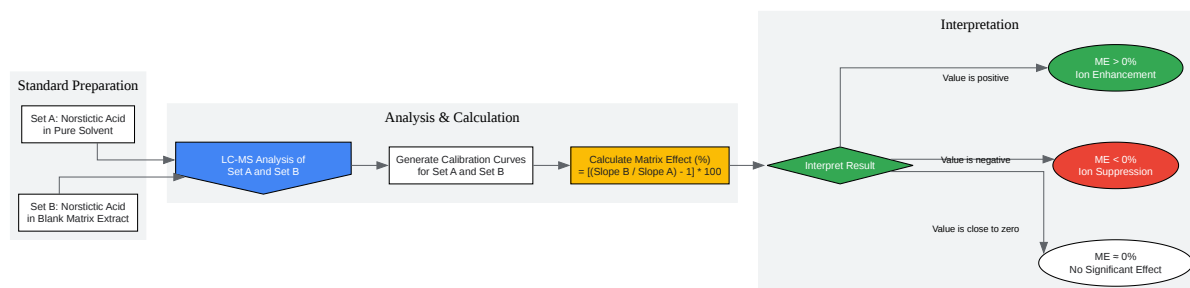 Standard Preparation
Set A: Norstictic Acid
in Pure Solvent
Set B: Norstictic Acid
in Blank Matrix Extract
Analysis & Calculation
LC-MS Analysis of
Set A and Set B
Generate Calibration Curves
for Set A and Set B
Calculate Matrix Effect (%)
= [(Slope B / Slope A) - 1] * 100
Interpretation
Interpret Result
Value is positive
ME > 0%
Ion Enhancement
Value is negative
ME < 0%
Ion Suppression
Value is close to zero
ME = 0%
No Significant Effect